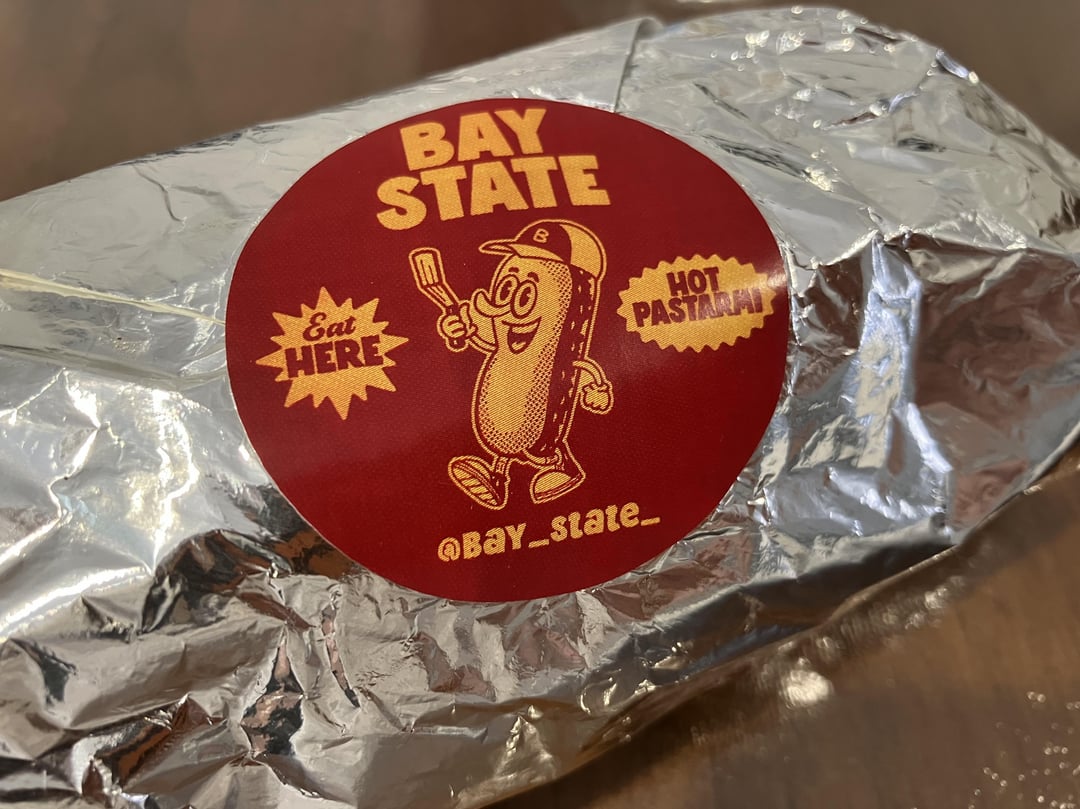 BAY
STATE
B
Eat
HERE
HOT
PASTARMI
@BAY_state_